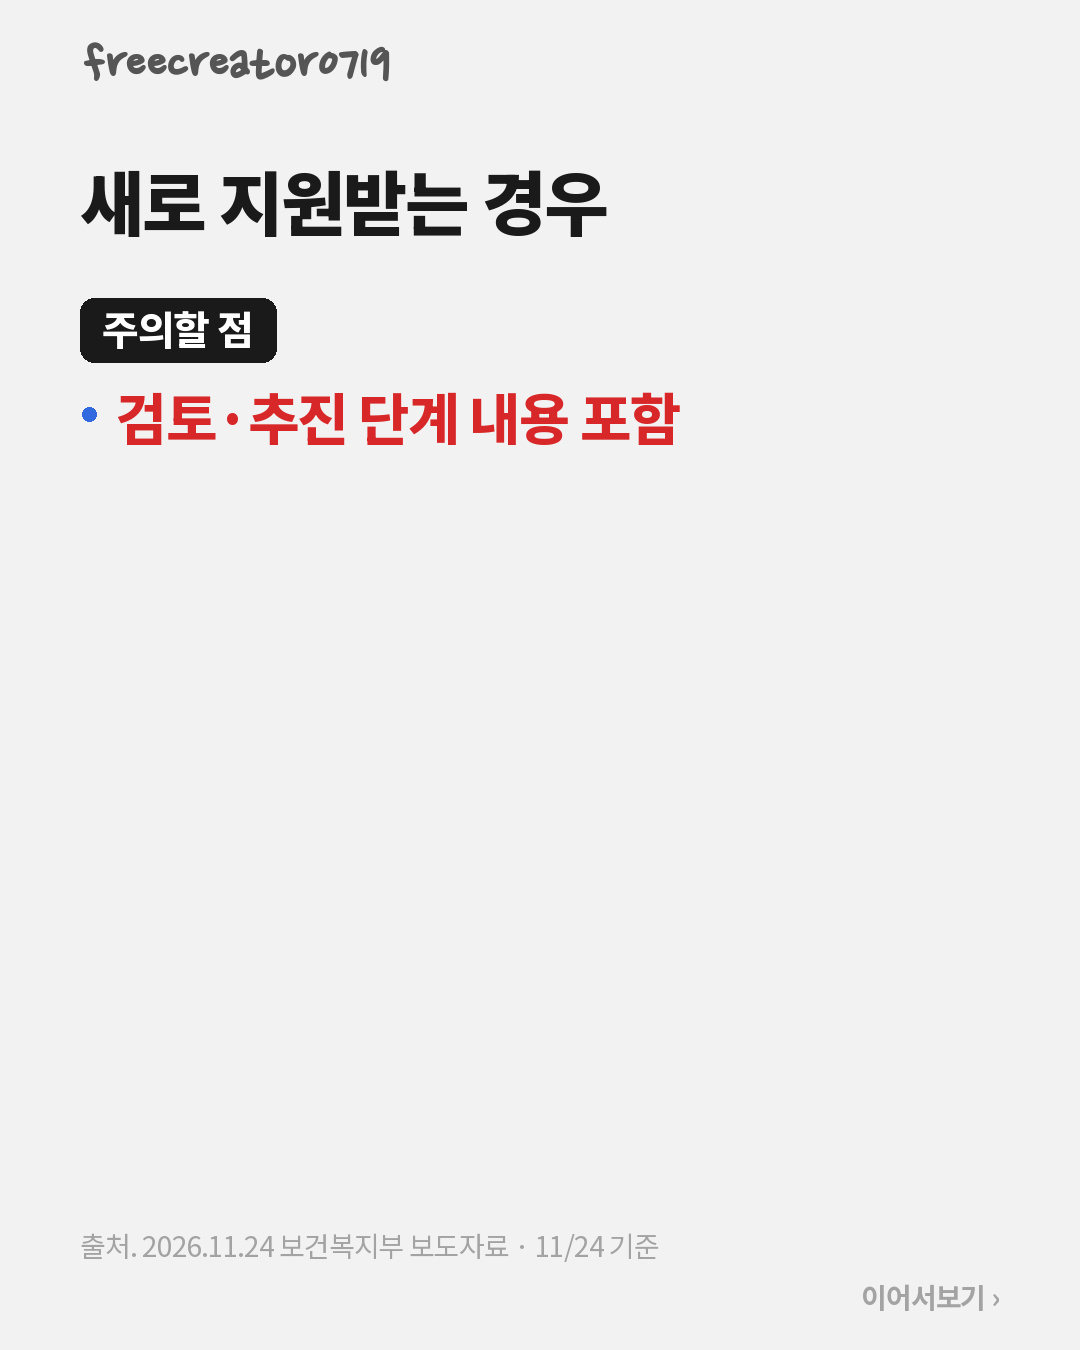 freecreator0719
새로 지원받는 경우
주의할 점
• 검토·추진 단계 내용 포함
출처. 2026.11.24 보건복지부 보도자료 · 11/24 기준
이어서보기 ›